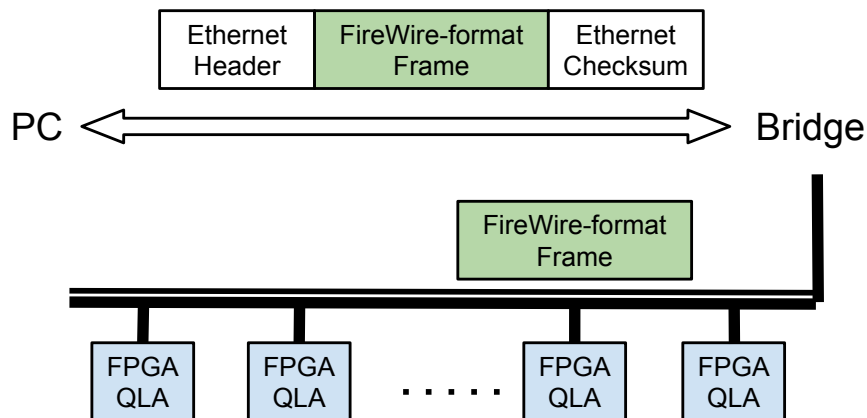 Ethernet Header
FireWire-format Frame
Ethernet Checksum
PC
Bridge
FireWire-format
Frame
FPGA
QLA
FPGA
QLA
. . . . .
FPGA
QLA
FPGA
QLA